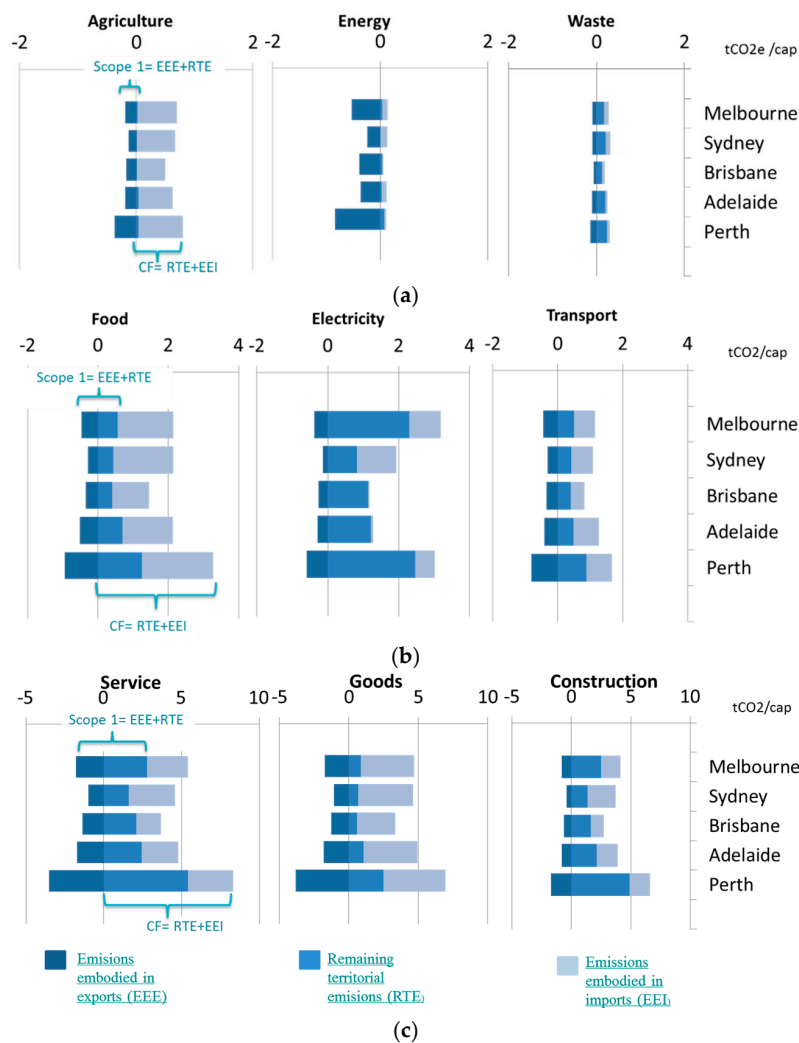 Agriculture Energy Waste
-2 0 2 -2 0 2 -2 0 2 tCO2e /cap
Scope 1= EEE+RTE
Melbourne
Sydney
Brisbane
Adelaide
Perth
CF= RTE+EEI
(a)
Food Electricity Transport
-2 0 2 4 -2 0 2 4 -2 0 2 4 tCO2/cap
Scope 1= EEE+RTE
Melbourne
Sydney
Brisbane
Adelaide
Perth
CF= RTE+EEI
(b)
Service Goods Construction
-5 0 5 10 -5 0 5 10 -5 0 5 10 tCO2/cap
Scope 1= EEE+RTE
Melbourne
Sydney
Brisbane
Adelaide
Perth
CF= RTE+EEI
Emisions
embodied in
exports (EEE)
Remaining
territorial
emisions (RTE)
Emissions
embodied in
imports (EEI)
(c)